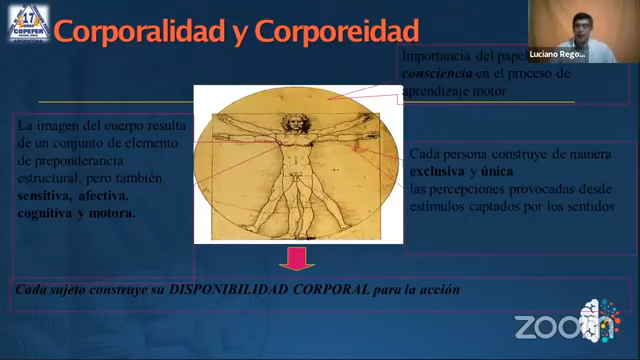 17
COPEFER
Corporalidad y Corporeidad
Luciano Rego...
Importancia del pape
consciencia en el proceso de
aprendizaje motor
La imagen del cuerpo resulta
de un conjunto de elemento
de preponderancia
estructural, pero también
sensitiva, afectiva,
cognitiva y motora.
Cada persona construye de manera
exclusiva y única
las percepciones provocadas desde
estímulos captados por los sentidos
Cada sujeto construye su DISPONIBILIDAD CORPORAL para la acción
zoom